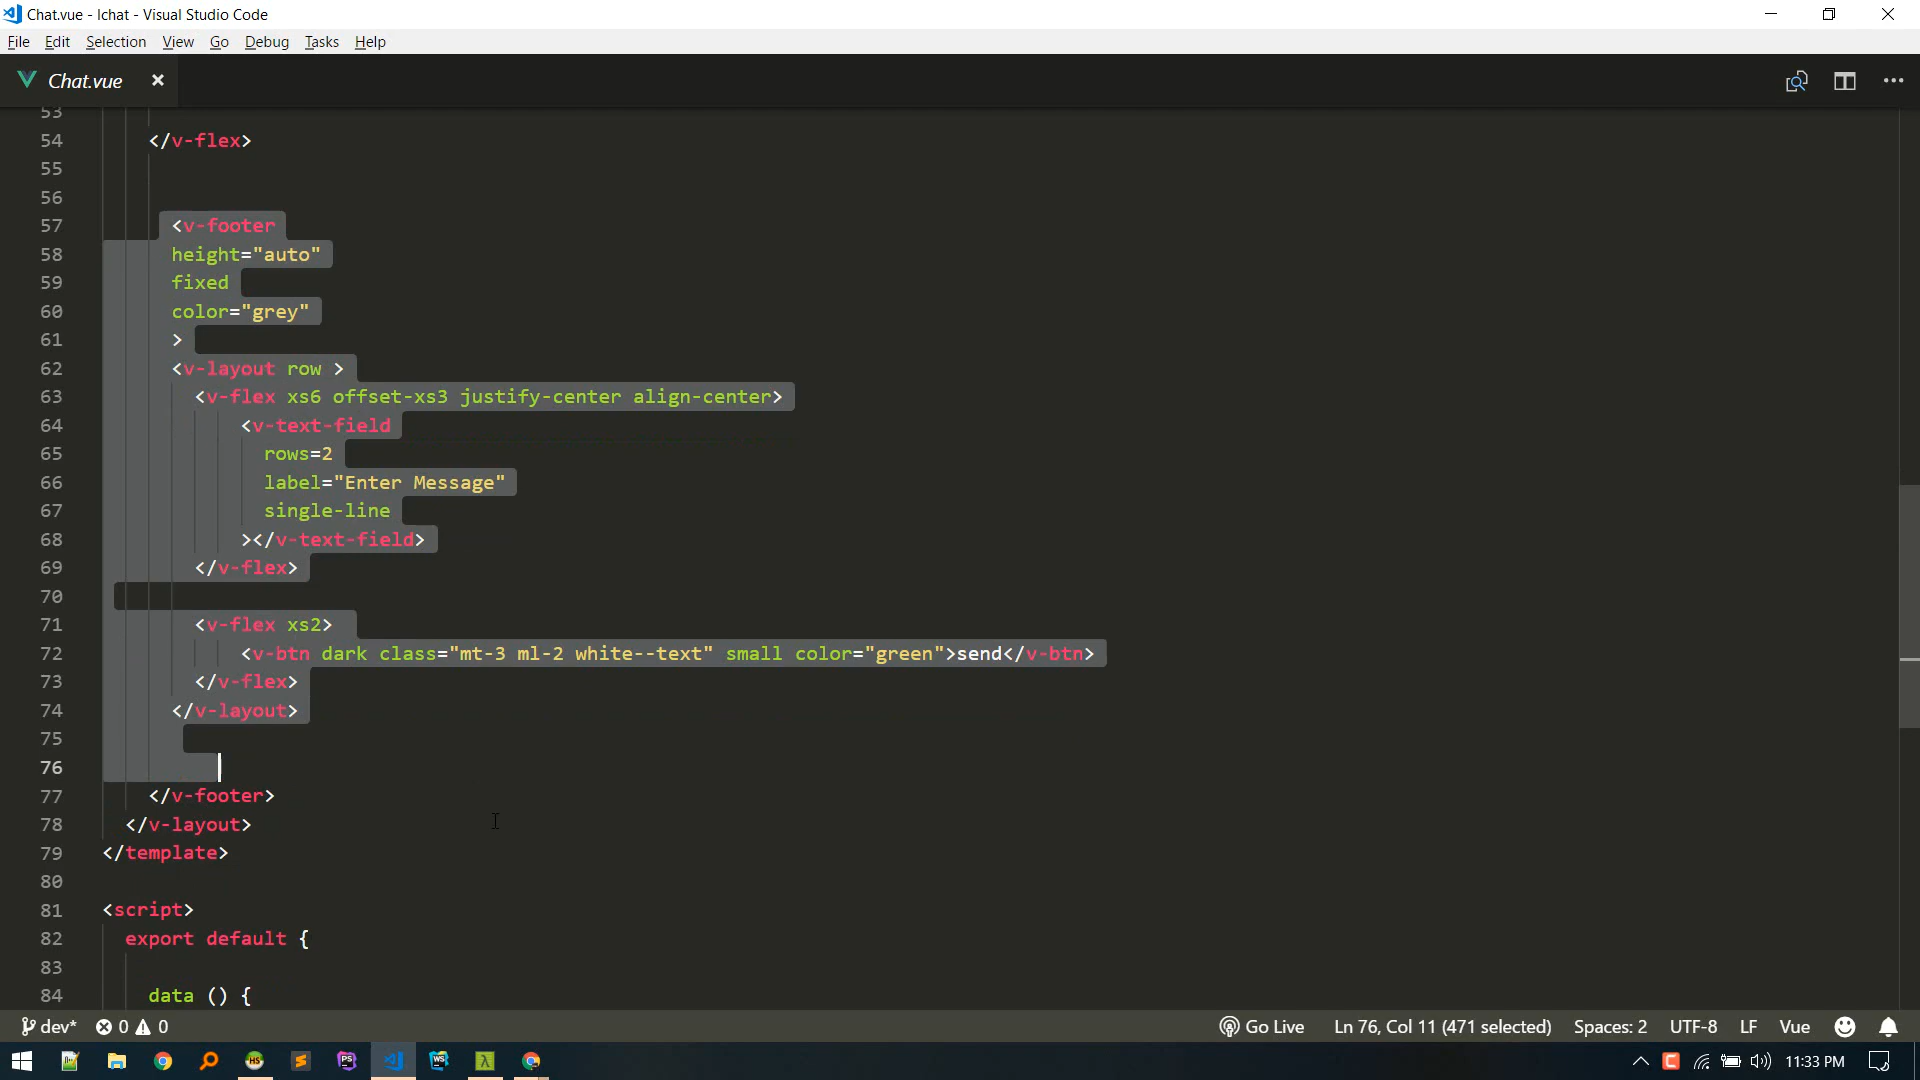 Chat.vue - lchat - Visual Studio Code
File Edit Selection View Go Debug Tasks Help
Chat.vue
53
54 </v-flex>
55
56
57 <v-footer
58 height="auto"
59 fixed
60 color="grey"
61 >
62 <v-layout row >
63 <v-flex xs6 offset-xs3 justify-center align-center>
64 <v-text-field
65 rows=2
66 label="Enter Message"
67 single-line
68 ></v-text-field>
69 </v-flex>
70
71 <v-flex xs2>
72 <v-btn dark class="mt-3 ml-2 white--text" small color="green">send</v-btn>
73 </v-flex>
74 </v-layout>
75
76
77 </v-footer>
78 </v-layout>
79 </template>
80
81 <script>
82 export default {
83
84 data () {
dev* 0 0 Go Live Ln 76, Col 11 (471 selected) Spaces: 2 UTF-8 LF Vue
HS PS WS λ 11:33 PM